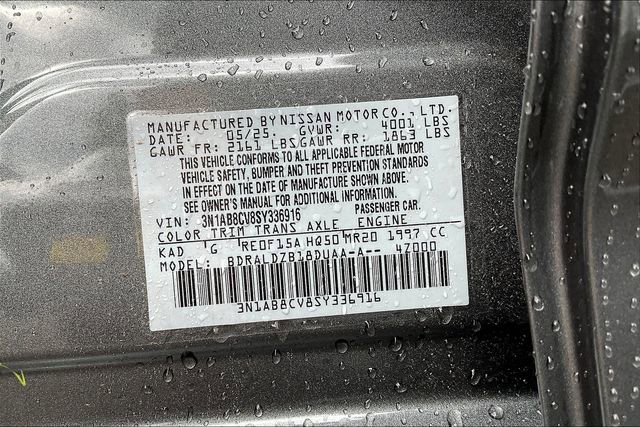 MANUFACTURED BY NISSAN MOTOR CO., LTD.
DATE: 05/25. GVWR: 4001 LBS
GAWR FR: 2161 LBS/GAWR RR: 1863 LBS
THIS VEHICLE CONFORMS TO ALL APPLICABLE FEDERAL MOTOR
VEHICLE SAFETY, BUMPER AND THEFT PREVENTION STANDARDS
IN EFFECT ON THE DATE OF MANUFACTURE SHOWN ABOVE.
SEE OWNER'S MANUAL FOR ADDITIONAL INFORMATION.
VIN: 3N1AB8CV8SY336916 PASSENGER CAR.
COLOR TRIM TRANS AXLE ENGINE
KAD G RE0F15A HQ50 MR20 1997 CC
MODEL: BDRALDZB18DUAA-A-- 47000
3N1AB8CV8SY336916